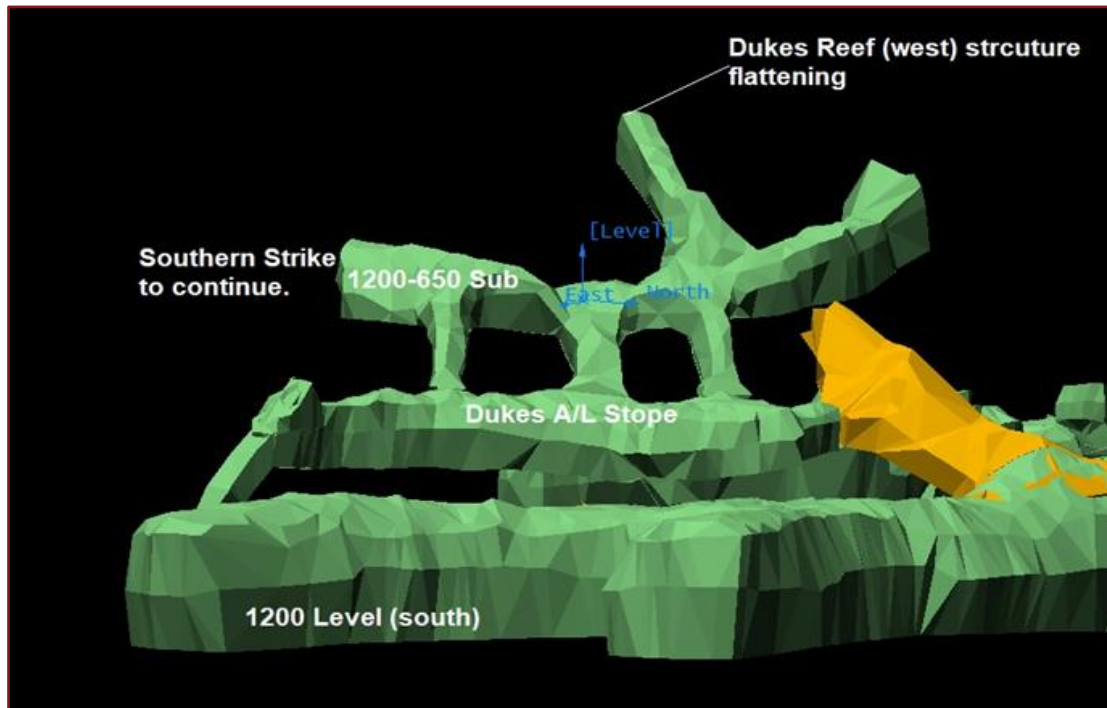 Dukes Reef (west) strcuture
flattening
[Level]
Southern Strike
to continue.
1200-650 Sub
East
North
Dukes A/L Stope
1200 Level (south)